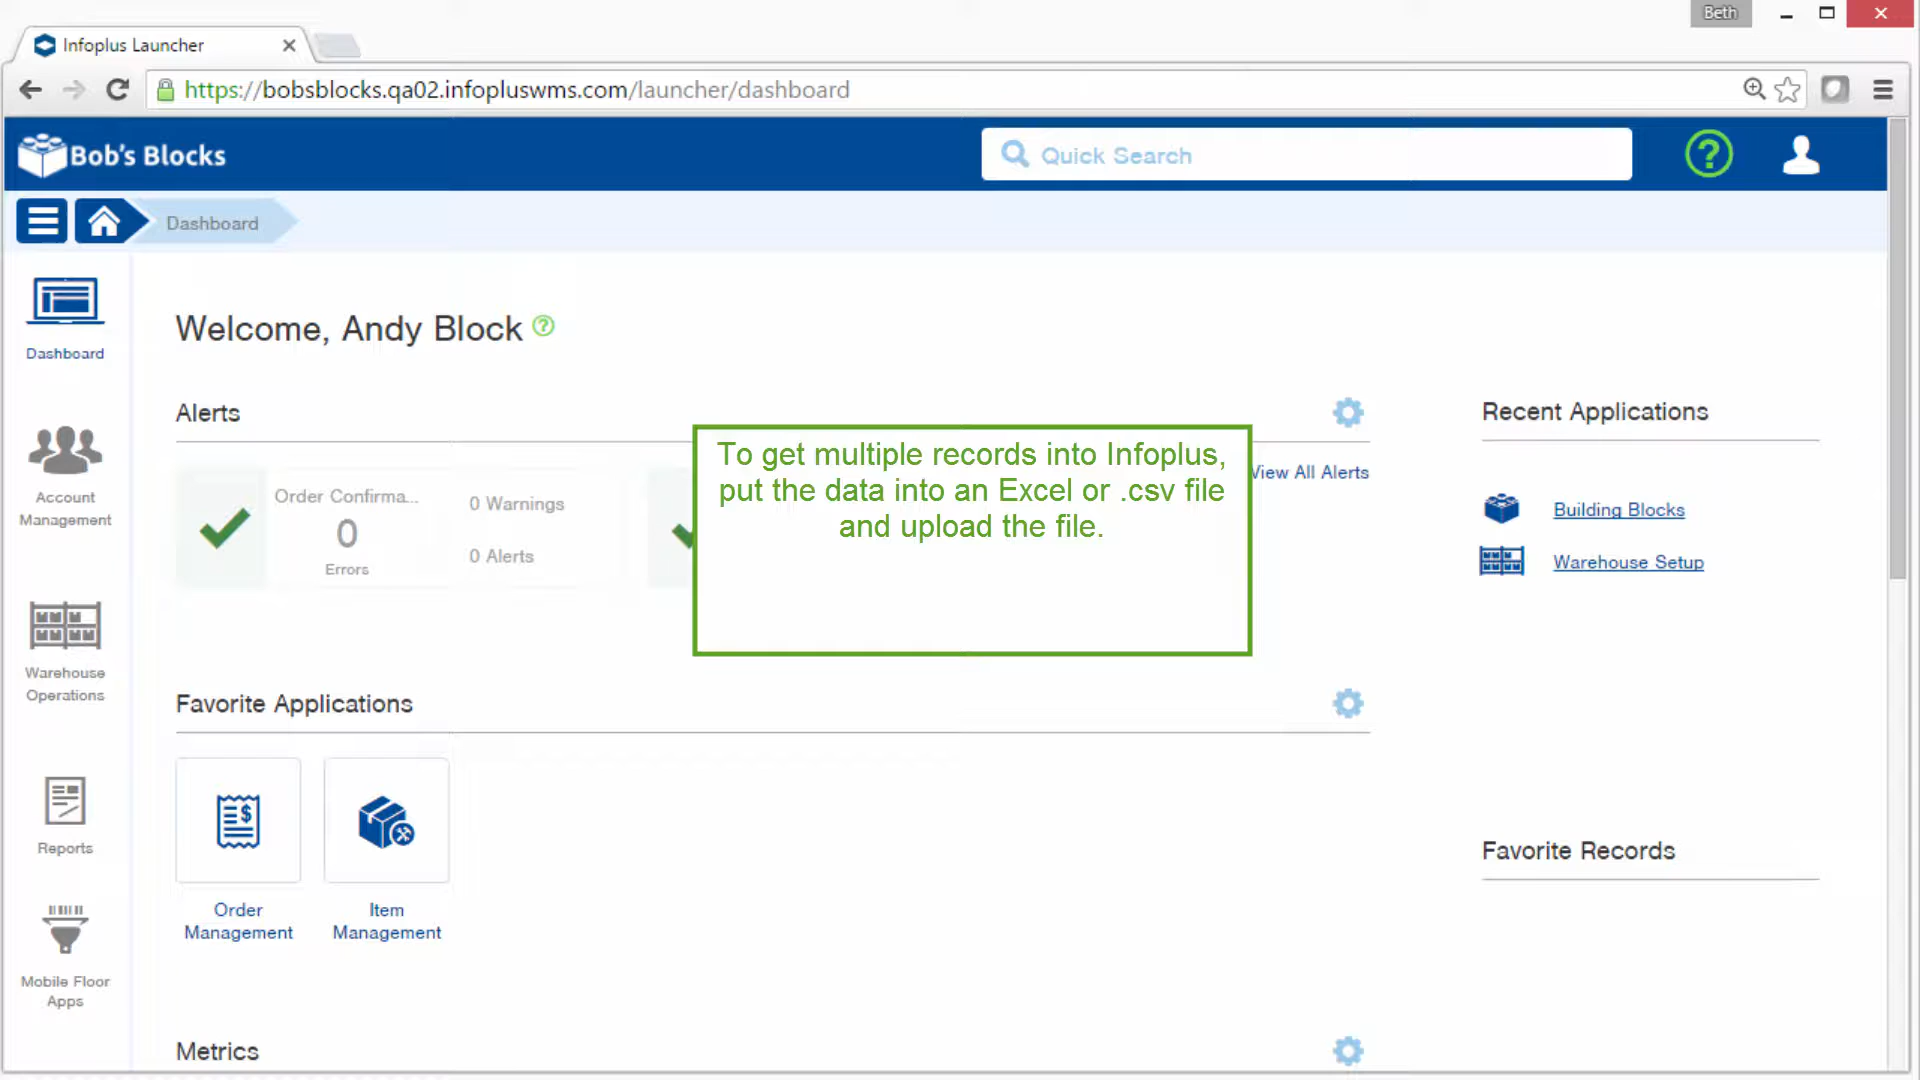 Beth
Infoplus Launcher
https://bobsblocks.qa02.infopluswms.com/launcher/dashboard
Bob's Blocks
Quick Search
?
Dashboard
Dashboard
Account
Management
Warehouse
Operations
Reports
Mobile Floor
Apps
Welcome, Andy Block ?
Alerts
View All Alerts
Order Confirma...
0
Errors
0 Warnings
0 Alerts
To get multiple records into Infoplus,
put the data into an Excel or .csv file
and upload the file.
Favorite Applications
Order
Management
Item
Management
Metrics
Recent Applications
Building Blocks
Warehouse Setup
Favorite Records